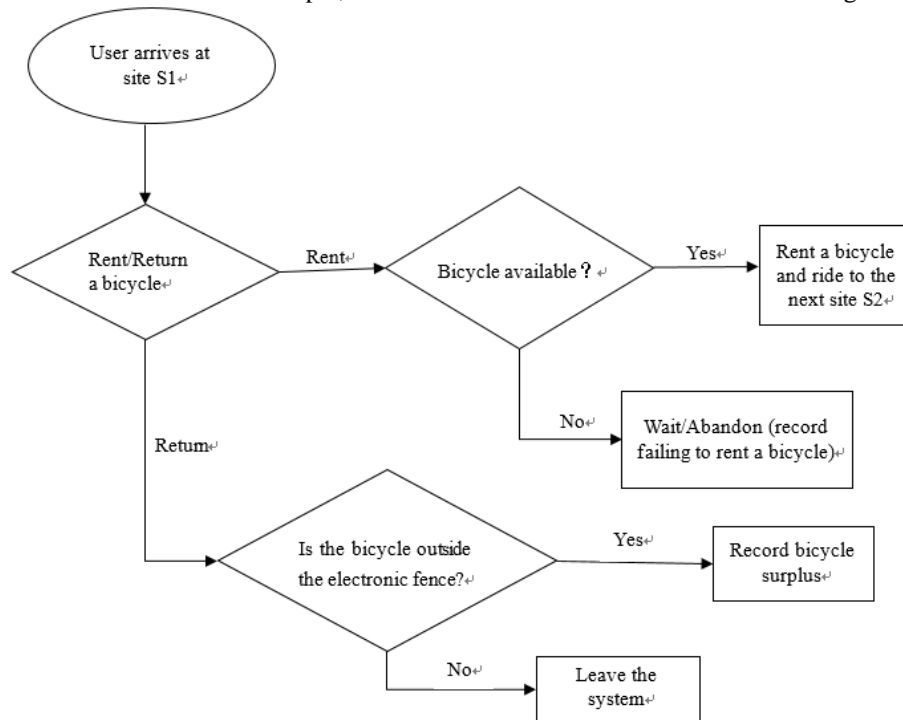 User arrives at
site S1↵
Rent/Return
a bicycle↵
Rent↵
Bicycle available？↵
Yes↵
Rent a bicycle
and ride to the
next site S2↵
No↵
Wait/Abandon (record
failing to rent a bicycle)↵
Return↵
Is the bicycle outside
the electronic fence?↵
Yes↵
Record bicycle
surplus↵
No↵
Leave the
system↵